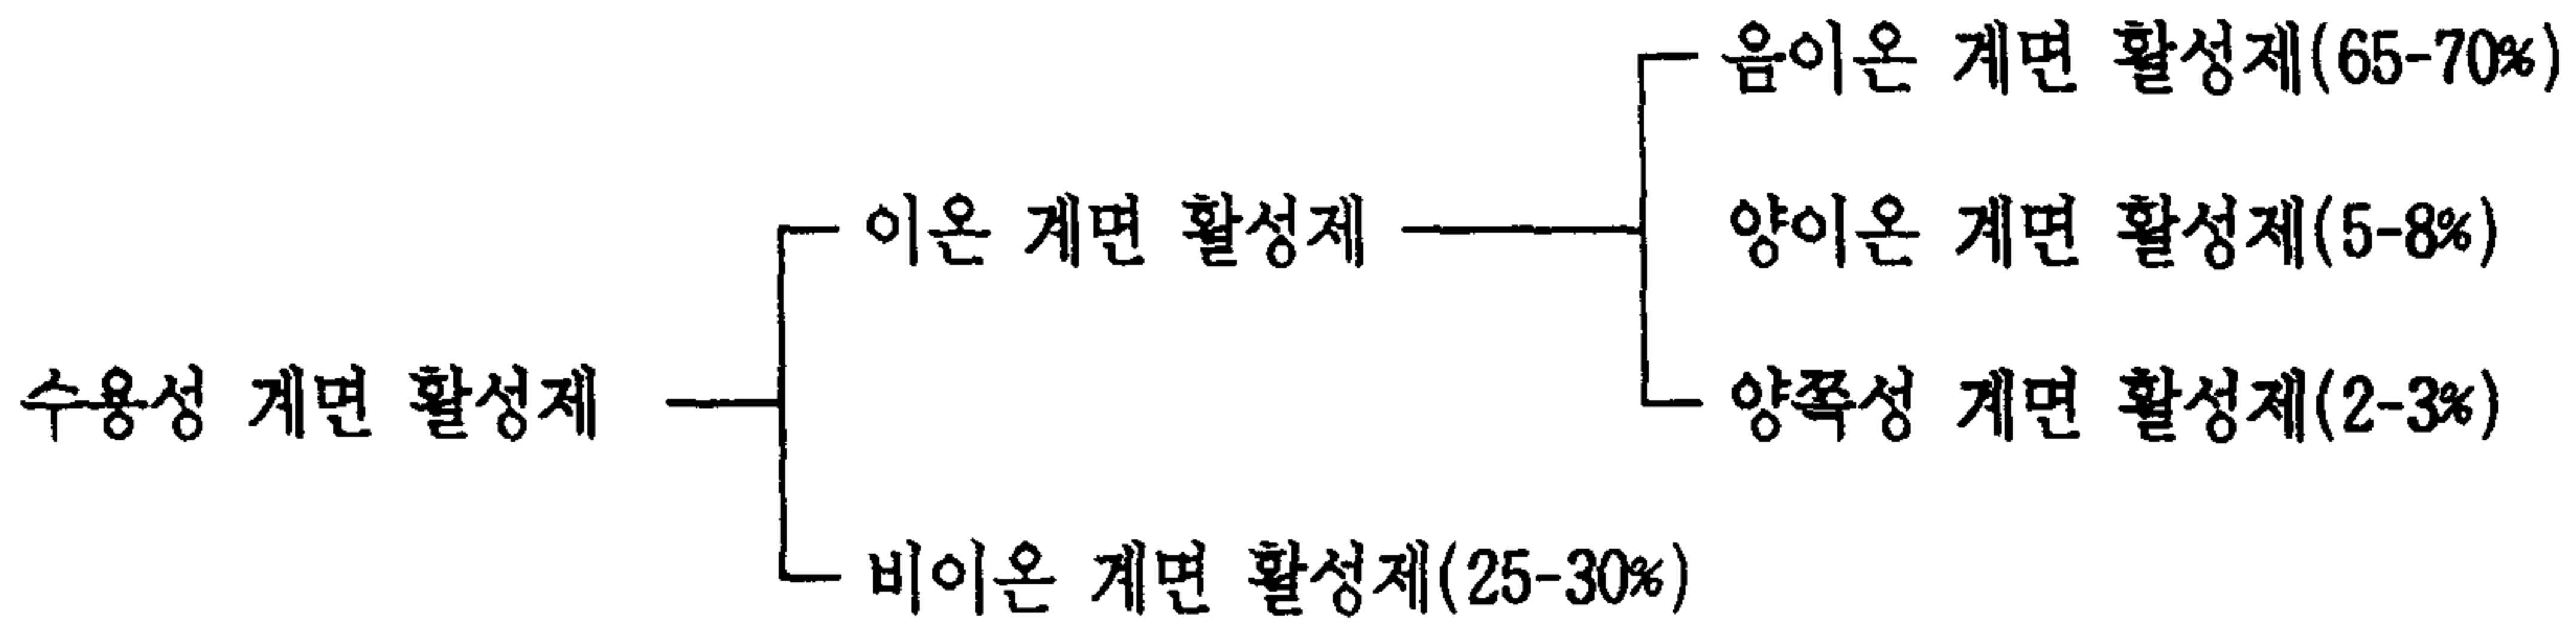 음이온 계면 활성제(65-70%)
이온 계면 활성제
양이온 계면 활성제(5-8%)
수용성 계면 활성제
양쪽성 계면 활성제(2-3%)
비이온 계면 활성제(25-30%)